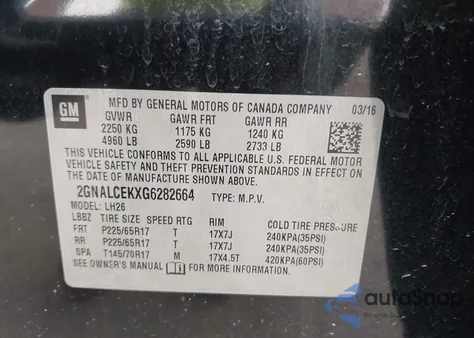 GM
MFD BY GENERAL MOTORS OF CANADA COMPANY 03/16
GVWR GAWR FRT GAWR RR
2250 KG 1175 KG 1240 KG
4960 LB 2590 LB 2733 LB
THIS VEHICLE CONFORMS TO ALL APPLICABLE U.S. FEDERAL MOTOR
VEHICLE SAFETY AND THEFT PREVENTION STANDARDS IN EFFECT ON
THE DATE OF MANUFACTURE SHOWN ABOVE.
2GNALCEKXG6282664 TYPE: M.P.V.
MODEL: LH26
LBBZ TIRE SIZE SPEED RTG RIM COLD TIRE PRESSURE
FRT P225/65R17 T 17X7J 240KPA(35PSI)
RR P225/65R17 T 17X7J 240KPA(35PSI)
SPA T145/70R17 M 17X4.5T 420KPA(60PSI)
SEE OWNER'S MANUAL FOR MORE INFORMATION.
autoSnap